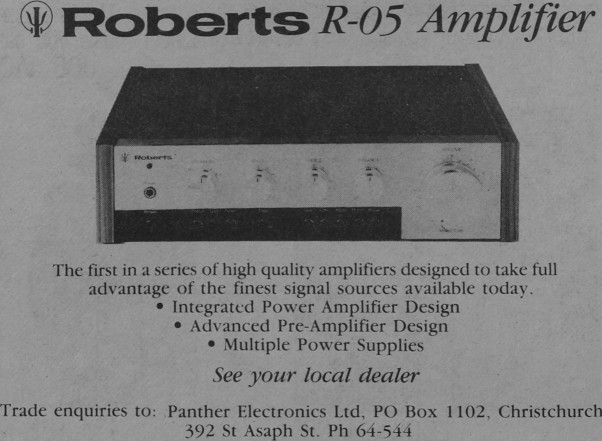 Roberts R-05 Amplifier
Roberts
The first in a series of high quality amplifiers designed to take full
advantage of the finest signal sources available today.
• Integrated Power Amplifier Design
• Advanced Pre-Amplifier Design
• Multiple Power Supplies
See your local dealer
Trade enquiries to: Panther Electronics Ltd, PO Box 1102, Christchurch
392 St Asaph St. Ph 64-544